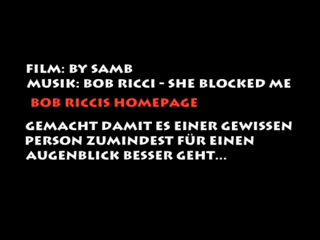 FILM: BY SAMB
MUSIK: BOB RICCI - SHE BLOCKED ME
BOB RICCIS HOMEPAGE
GEMACHT DAMIT ES EINER GEWISSEN
PERSON ZUMINDEST FÜR EINEN
AUGENBLICK BESSER GEHT...